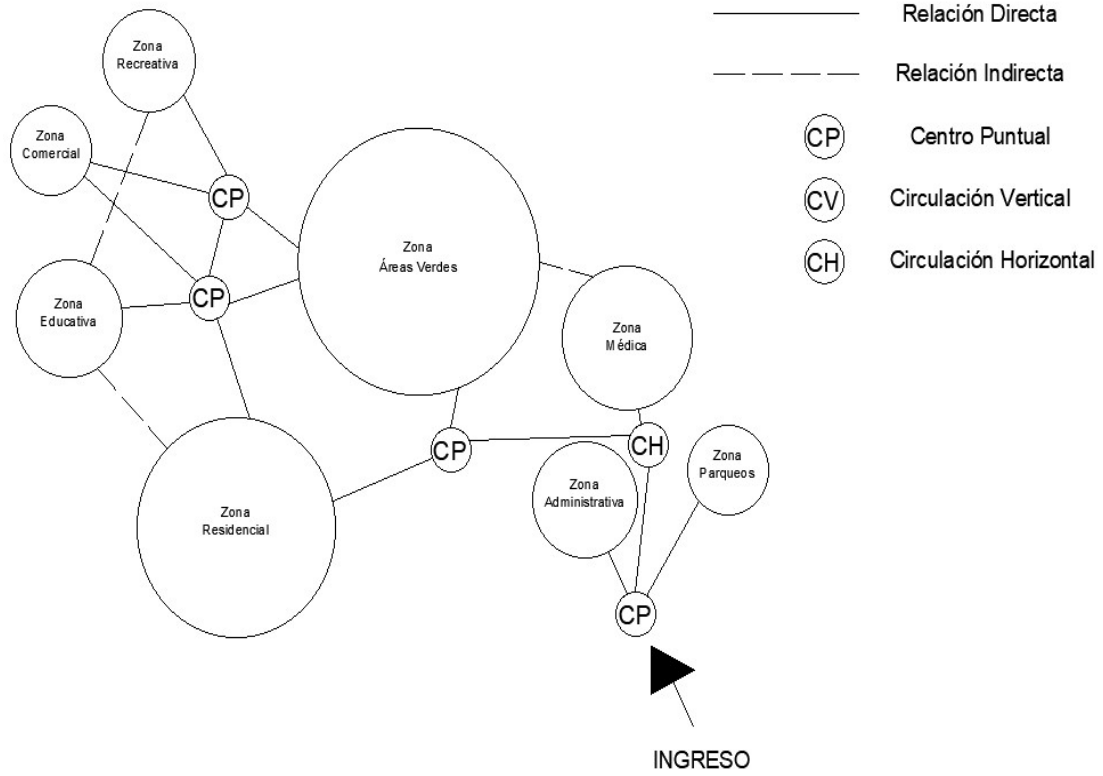 Relación Directa
Relación Indirecta
CP Centro Puntual
CV Circulación Vertical
CH Circulación Horizontal
Zona
Recreativa
Zona
Comercial
CP
Zona
Áreas Verdes
Zona
Educativa
CP
Zona
Médica
Zona
Residencial
CP
CH
Zona
Administrativa
Zona
Parqueos
CP
INGRESO